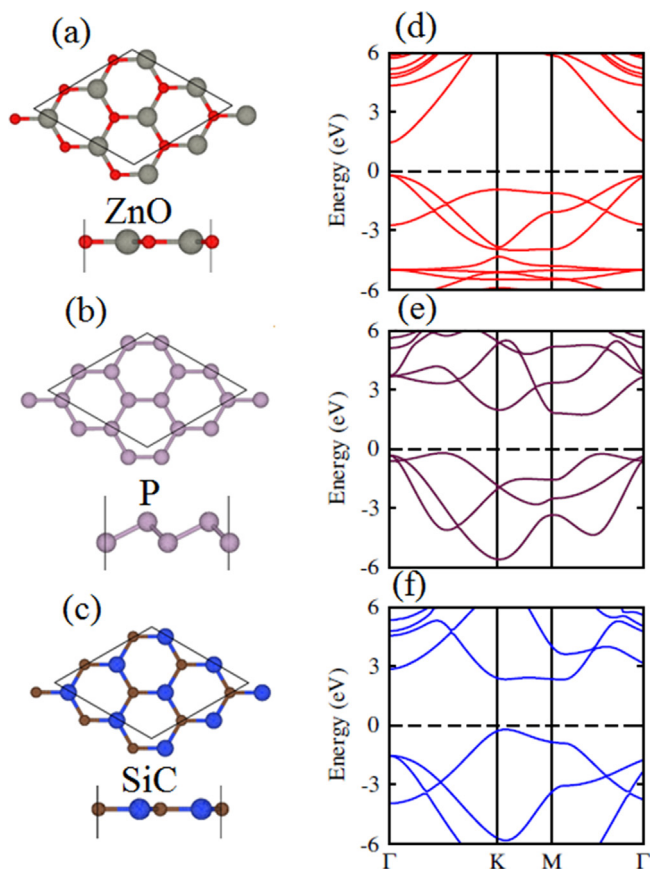 (a)
ZnO
(b)
P
(c)
SiC
(d)
6
3
0
-3
-6
Energy (eV)
(e)
6
3
0
-3
-6
Energy (eV)
(f)
6
3
0
-3
-6
Energy (eV)
Γ K M Γ